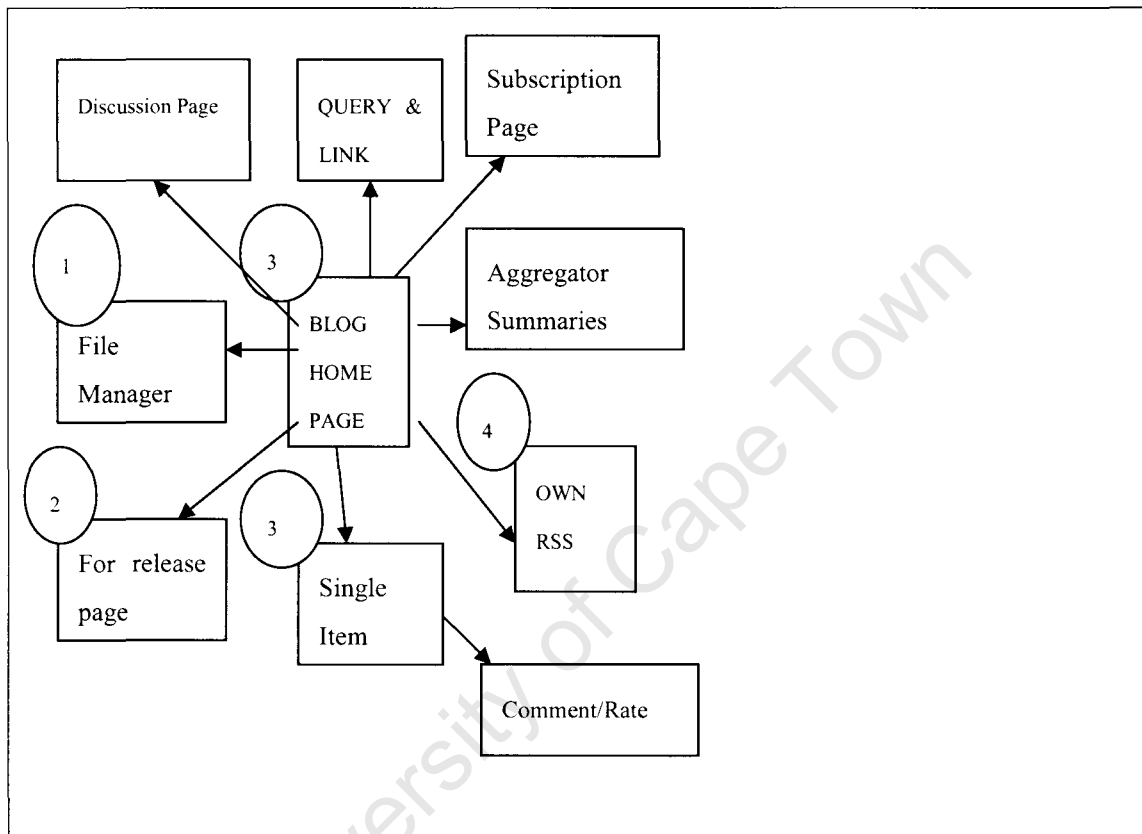 Discussion Page
QUERY &
LINK
Subscription
Page
1
3
File
Manager
BLOG
HOME
PAGE
Aggregator
Summaries
2
For release
page
3
Single
Item
4
OWN
RSS
Comment/Rate
ersity of Cape Town